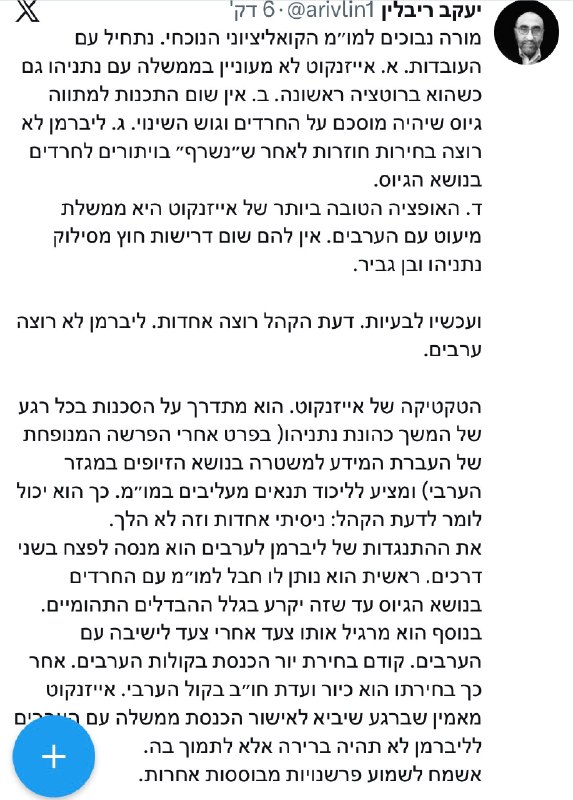 יעקב ריבלין @arivlin1 · 6 דק'
מורה נבוכים למו״מ הקואליציוני הנוכחי. נתחיל עם
העובדות. א. אייזנקוט לא מעוניין בממשלה עם נתניהו גם
כשהוא ברוטציה ראשונה. ב. אין שום התכנות למתווה
גיוס שיהיה מוסכם על החרדים וגוש השינוי. ג. ליברמן לא
רוצה בחירות חוזרות לאחר ש״נשרף״ בויתורים לחרדים
בנושא הגיוס.
ד. האופציה הטובה ביותר של אייזנקוט היא ממשלת
מיעוט עם הערבים. אין להם שום דרישות חוץ מסילוק
נתניהו ובן גביר.
ועכשיו לבעיות. דעת הקהל רוצה אחדות. ליברמן לא רוצה
ערבים.
הטקטיקה של אייזנקוט. הוא מתדרך על הסכנות בכל רגע
של המשך כהונת נתניהו( בפרט אחרי הפרשה המנופחת
של העברת המידע למשטרה בנושא הזיופים במגזר
הערבי) ומציע לליכוד תנאים מעליבים במו״מ. כך הוא יכול
לומר לדעת הקהל: ניסיתי אחדות וזה לא הלך.
את ההתנגדות של ליברמן לערבים הוא מנסה לפצח בשני
דרכים. ראשית הוא נותן לו חבל למו״מ עם החרדים
בנושא הגיוס עד שזה יקרע בגלל ההבדלים התהומיים.
בנוסף הוא מרגיל אותו צעד אחרי צעד לישיבה עם
הערבים. קודם בחירת יור הכנסת בקולות הערבים. אחר
כך בחירתו הוא כיור ועדת חו״ב בקול הערבי. אייזנקוט
מאמין שברגע שיביא לאישור הכנסת ממשלה עם
לליברמן לא תהיה ברירה אלא לתמוך בה.
אשמח לשמוע פרשנויות מבוססות אחרות.